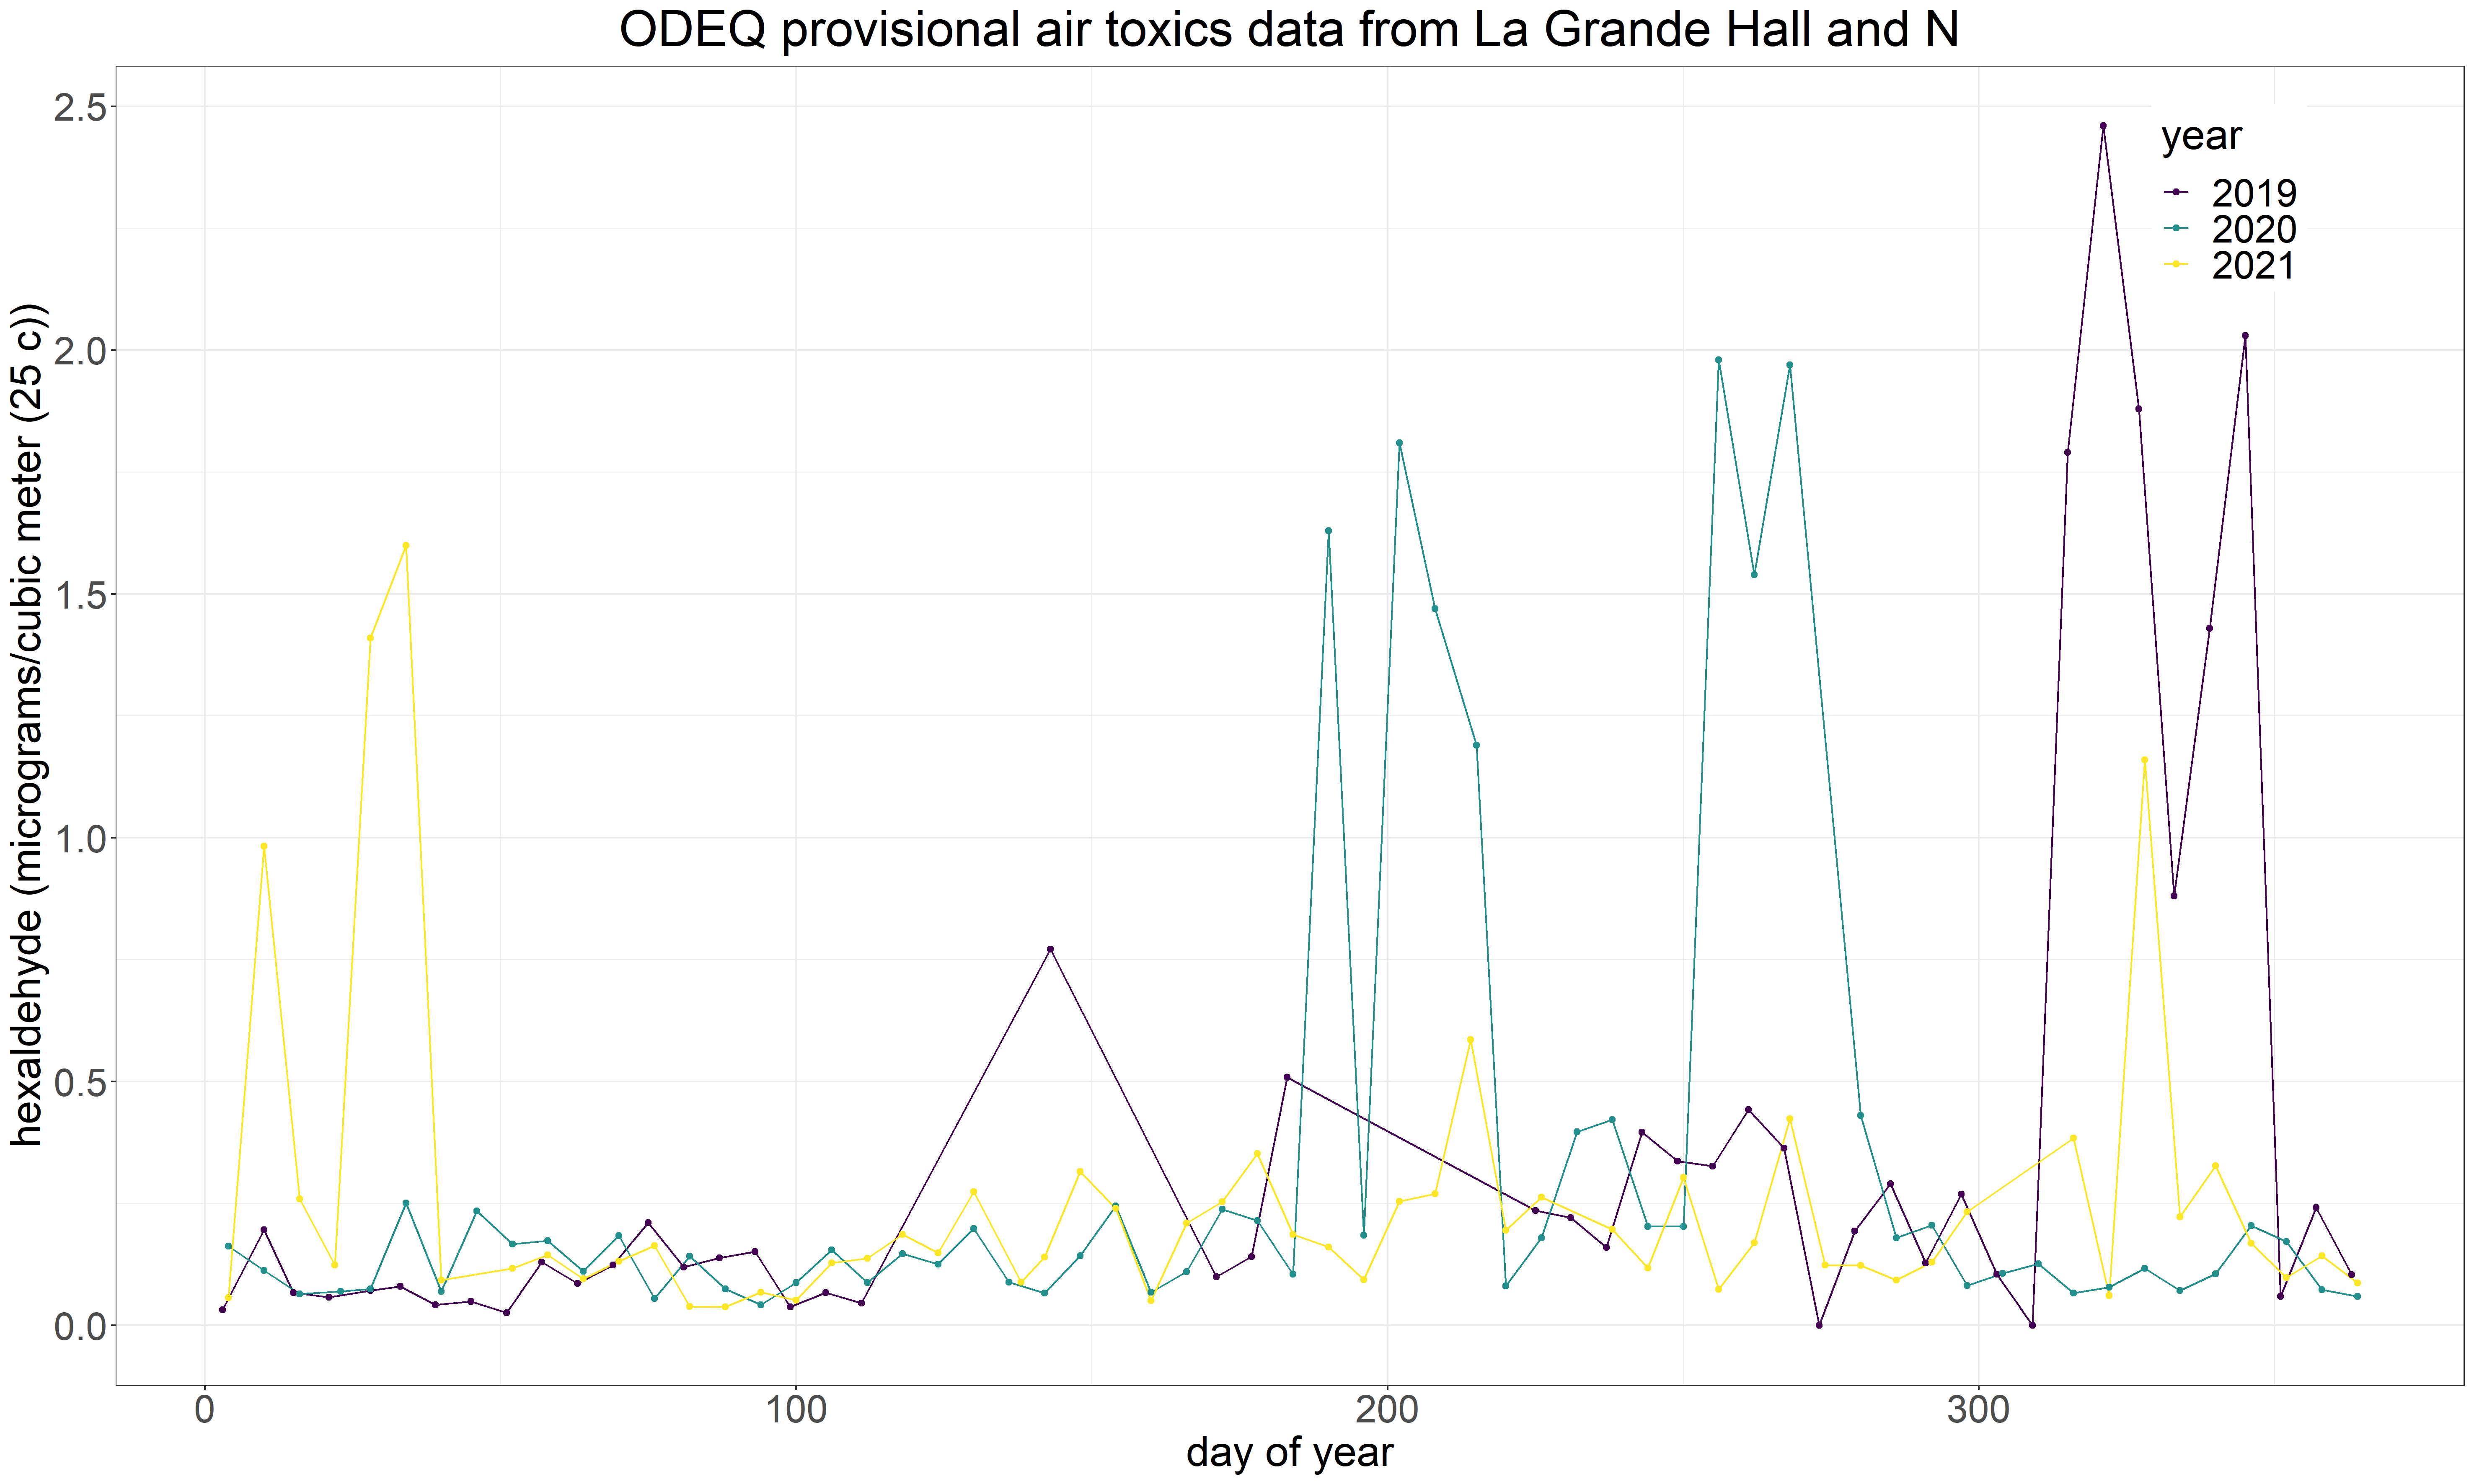 ODEQ provisional air toxics data from La Grande Hall and N
hexaldehyde (micrograms/cubic meter (25 c))
2.5
2.0
1.5
1.0
0.5
0.0
year
2019
2020
2021
0 100 200 300
day of year